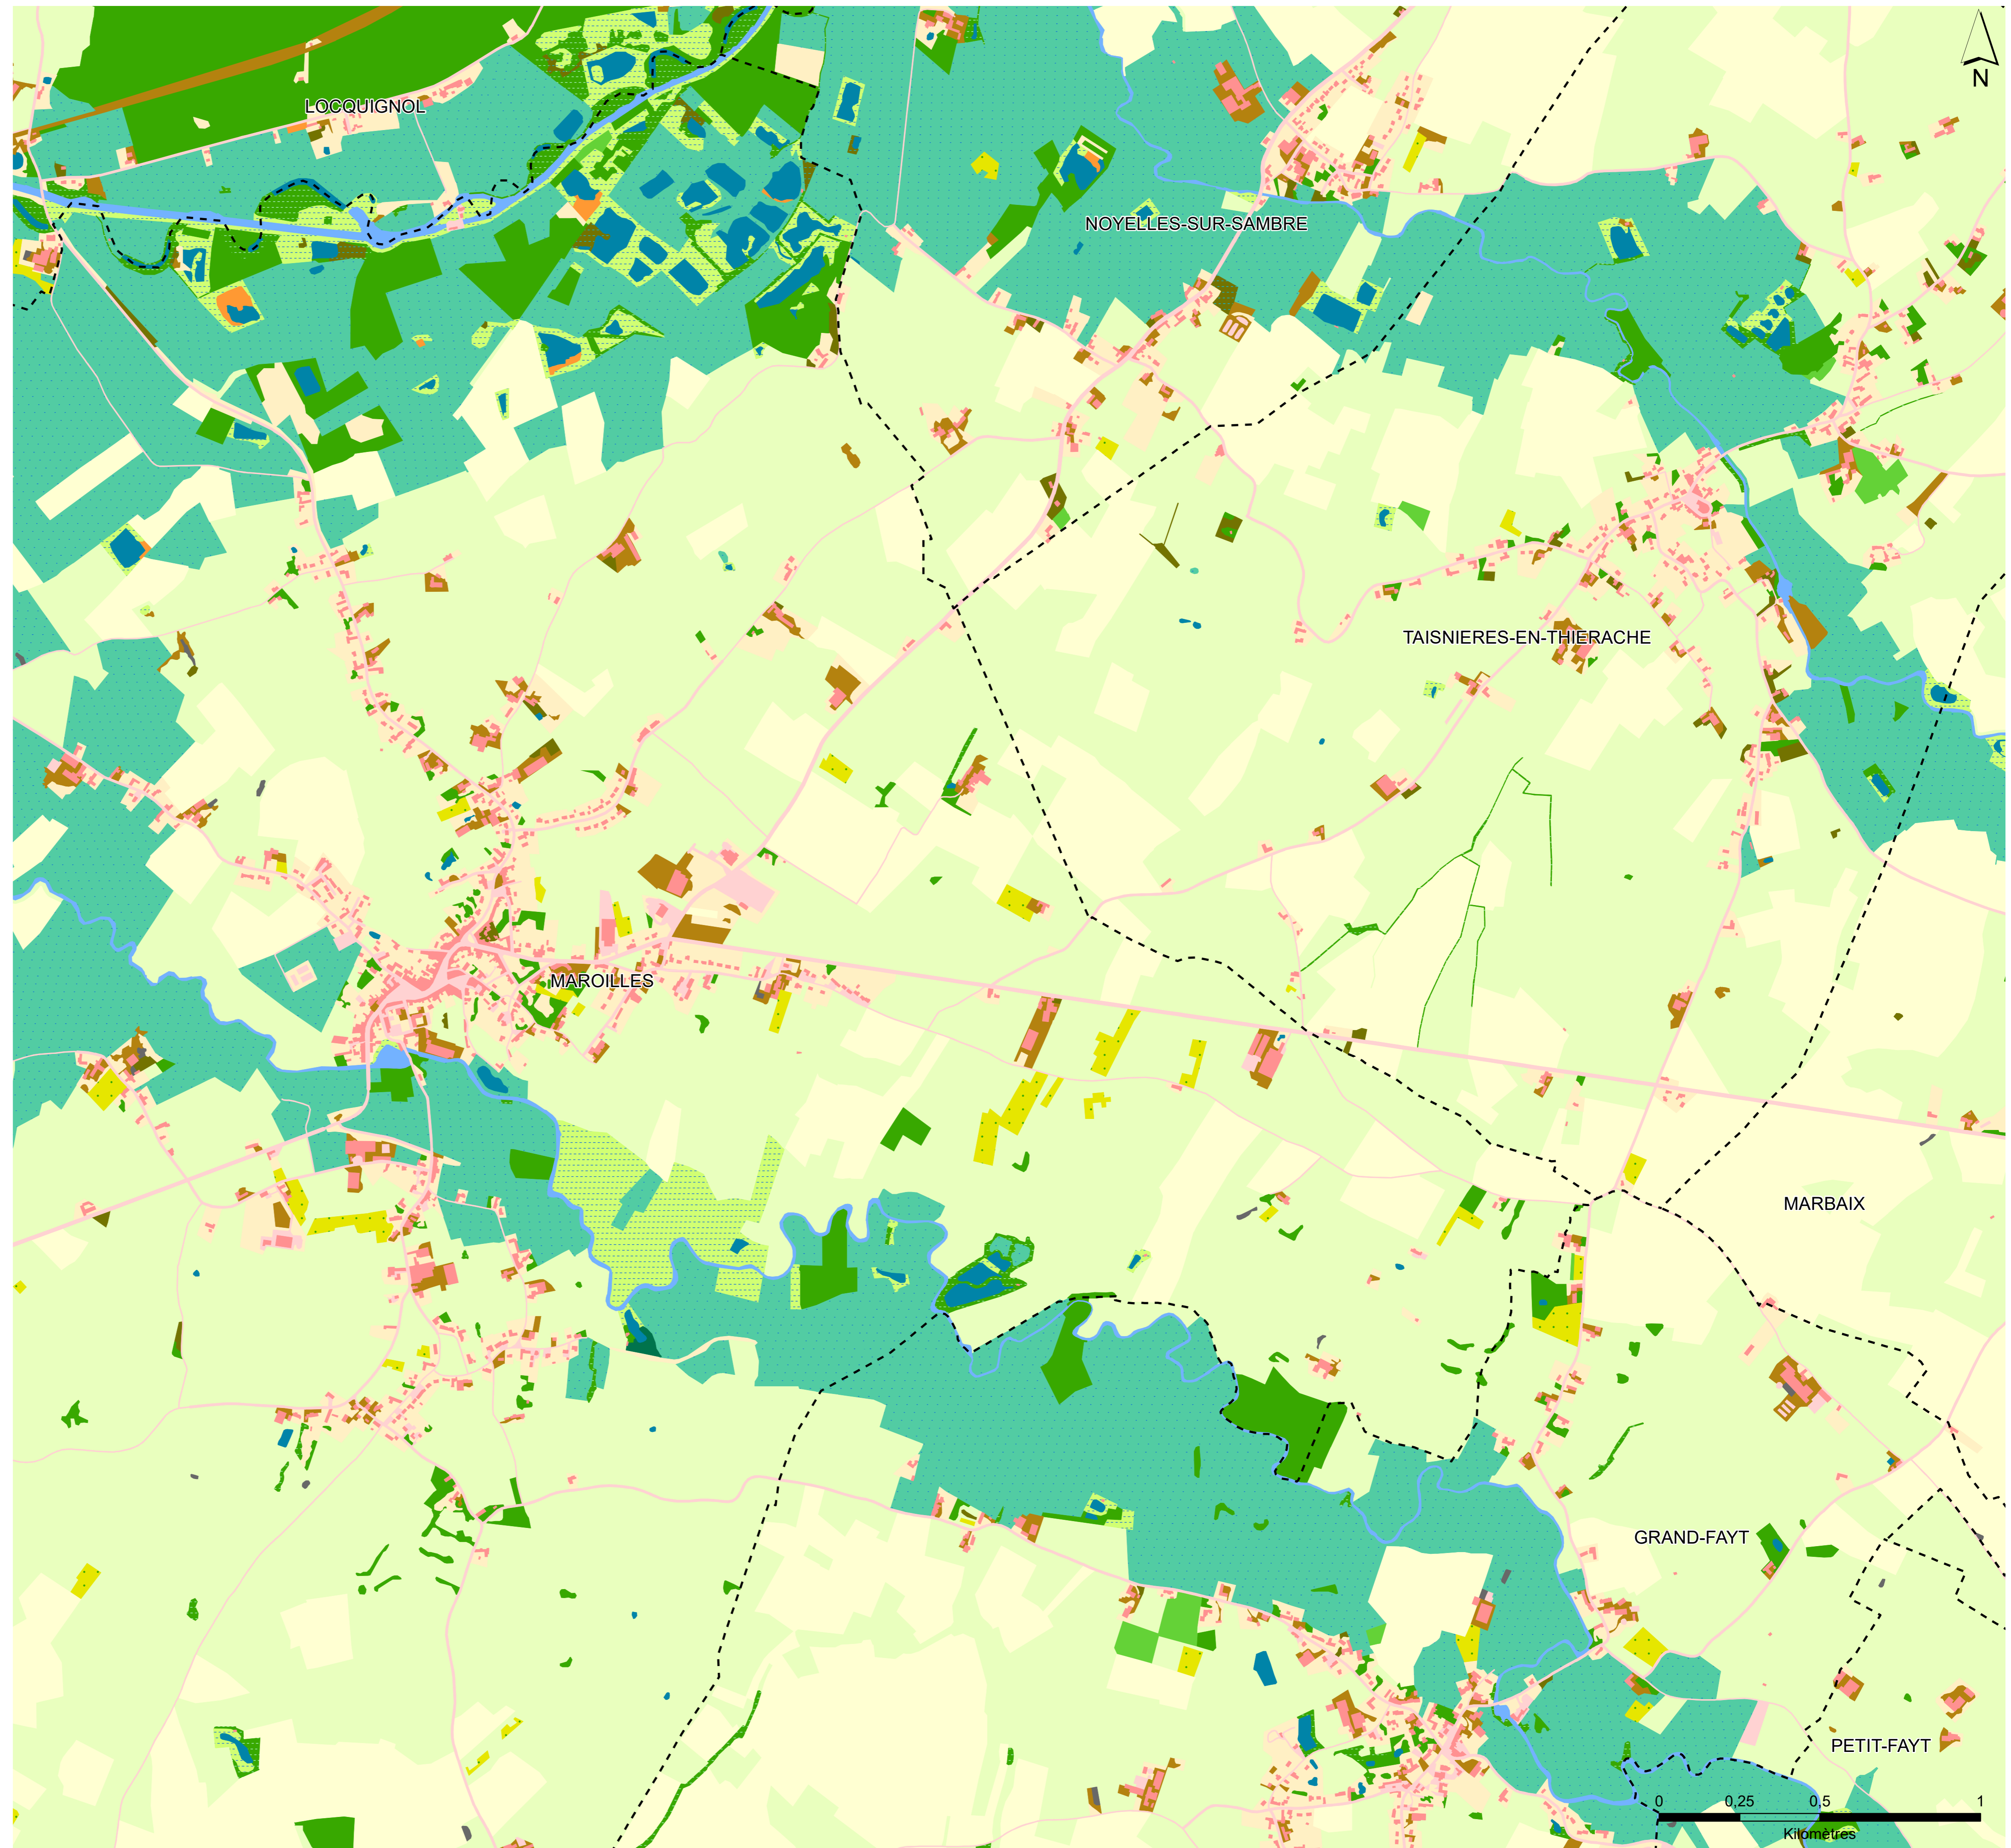 N
LOCQUIGNOL
NOYELLES-SUR-SAMBRE
TAISNIERES-EN-THIERACHE
MAROILLES
MARBAIX
GRAND-FAYT
PETIT-FAYT
0 0,25 0,5 1
Kilomètres